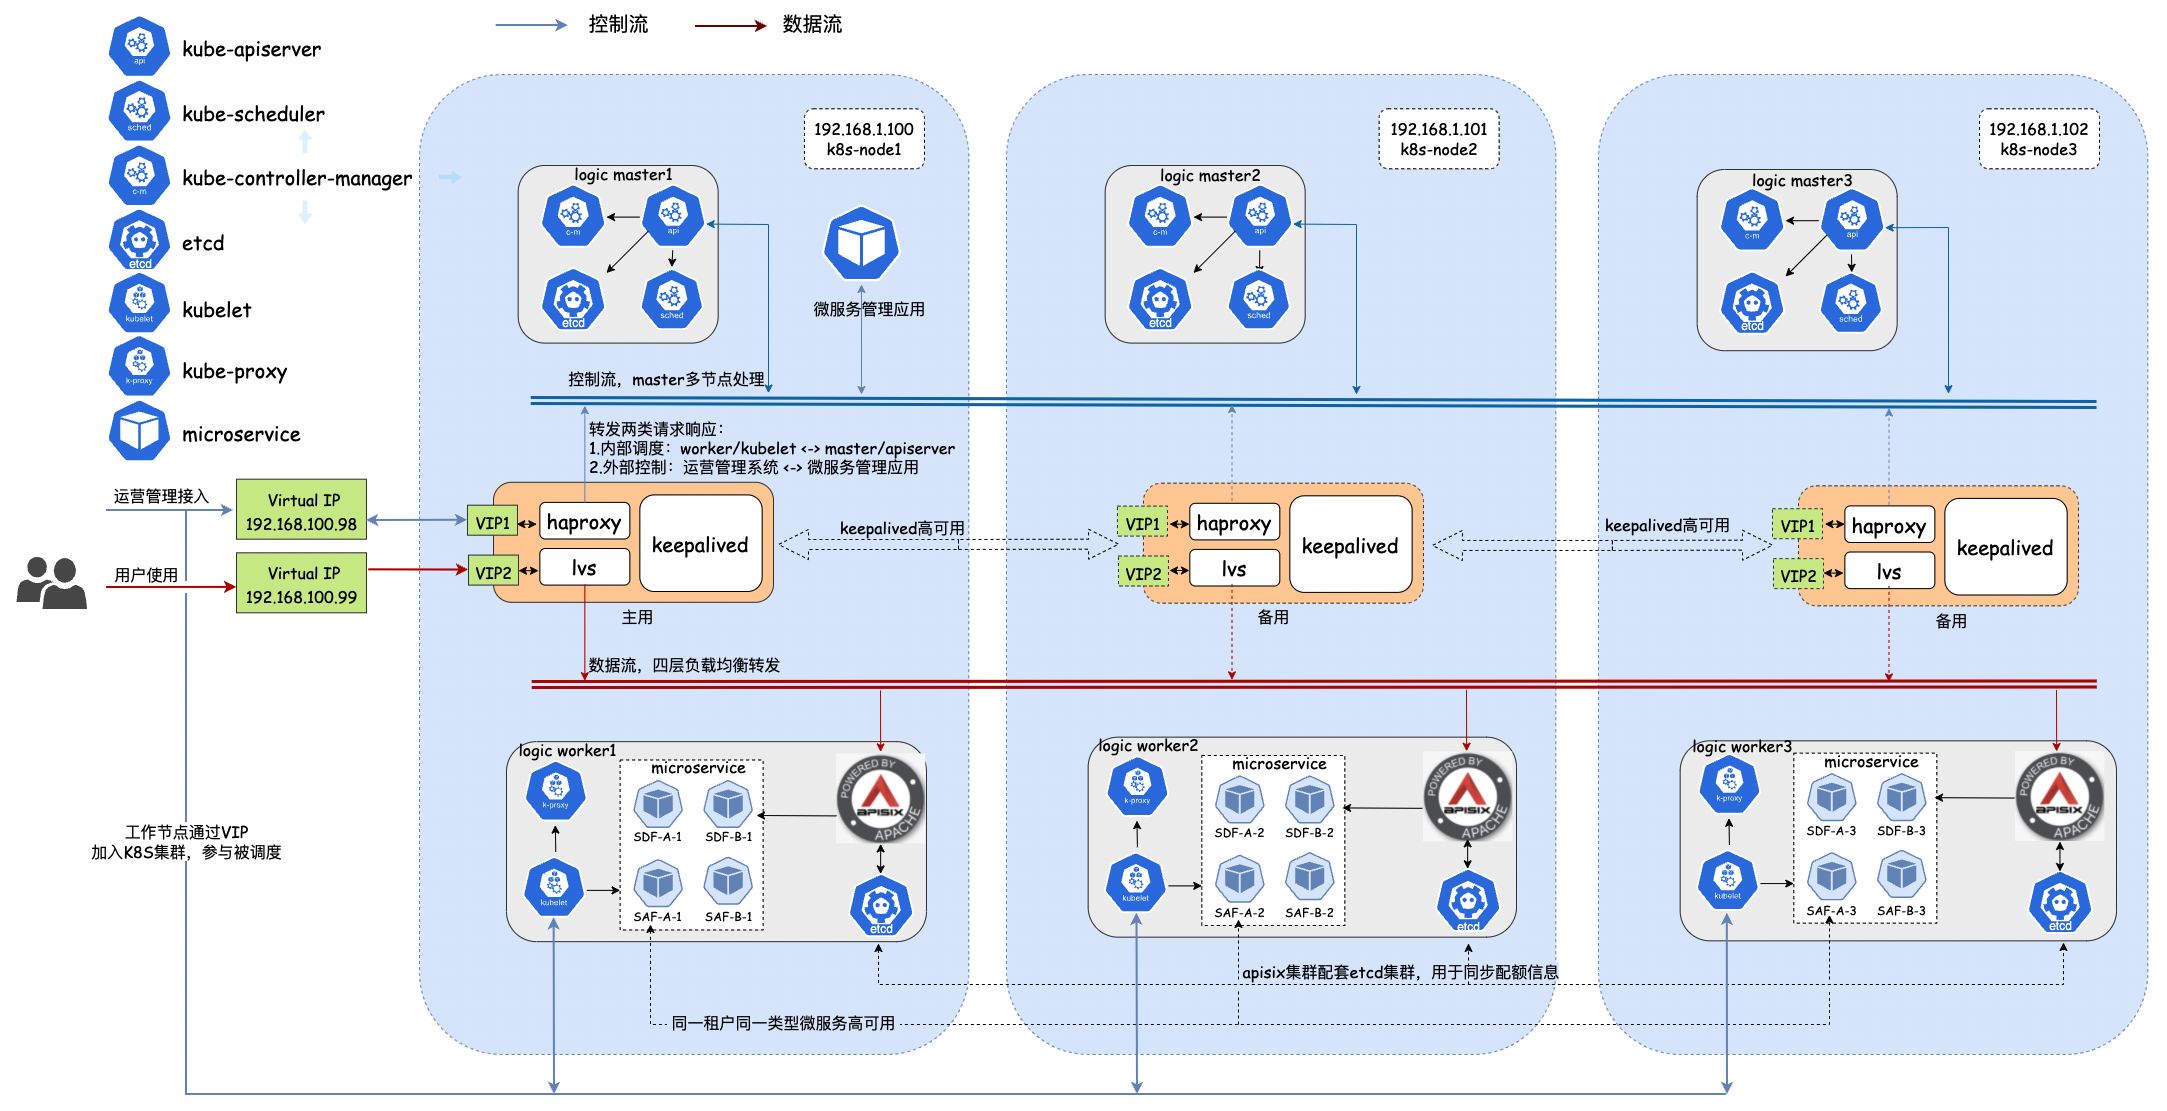 控制流
数据流
api
kube-apiserver
sched
kube-scheduler
c-m
kube-controller-manager
etcd
etcd
kubelet
kubelet
k-proxy
kube-proxy
microservice
运营管理接入
Virtual IP
192.168.100.98
用户使用
Virtual IP
192.168.100.99
工作节点通过VIP
加入K8S集群，参与被调度
192.168.1.100
k8s-node1
logic master1
c-m
api
etcd
sched
微服务管理应用
控制流，master多节点处理
转发两类请求响应：
1.内部调度：worker/kubelet <-> master/apiserver
2.外部控制：运营管理系统 <-> 微服务管理应用
VIP1
haproxy
VIP2
lvs
keepalived
主用
keepalived高可用
数据流，四层负载均衡转发
logic worker1
k-proxy
kubelet
microservice
SDF-A-1
SDF-B-1
SAF-A-1
SAF-B-1
POWERED BY
APISIX
APACHE
etcd
192.168.1.101
k8s-node2
logic master2
c-m
api
etcd
sched
VIP1
haproxy
VIP2
lvs
keepalived
备用
keepalived高可用
logic worker2
k-proxy
kubelet
microservice
SDF-A-2
SDF-B-2
SAF-A-2
SAF-B-2
POWERED BY
APISIX
APACHE
etcd
192.168.1.102
k8s-node3
logic master3
c-m
api
etcd
sched
VIP1
haproxy
VIP2
lvs
keepalived
备用
logic worker3
k-proxy
kubelet
microservice
SDF-A-3
SDF-B-3
SAF-A-3
SAF-B-3
POWERED BY
APISIX
APACHE
etcd
apisix集群配套etcd集群，用于同步配额信息
同一租户同一类型微服务高可用